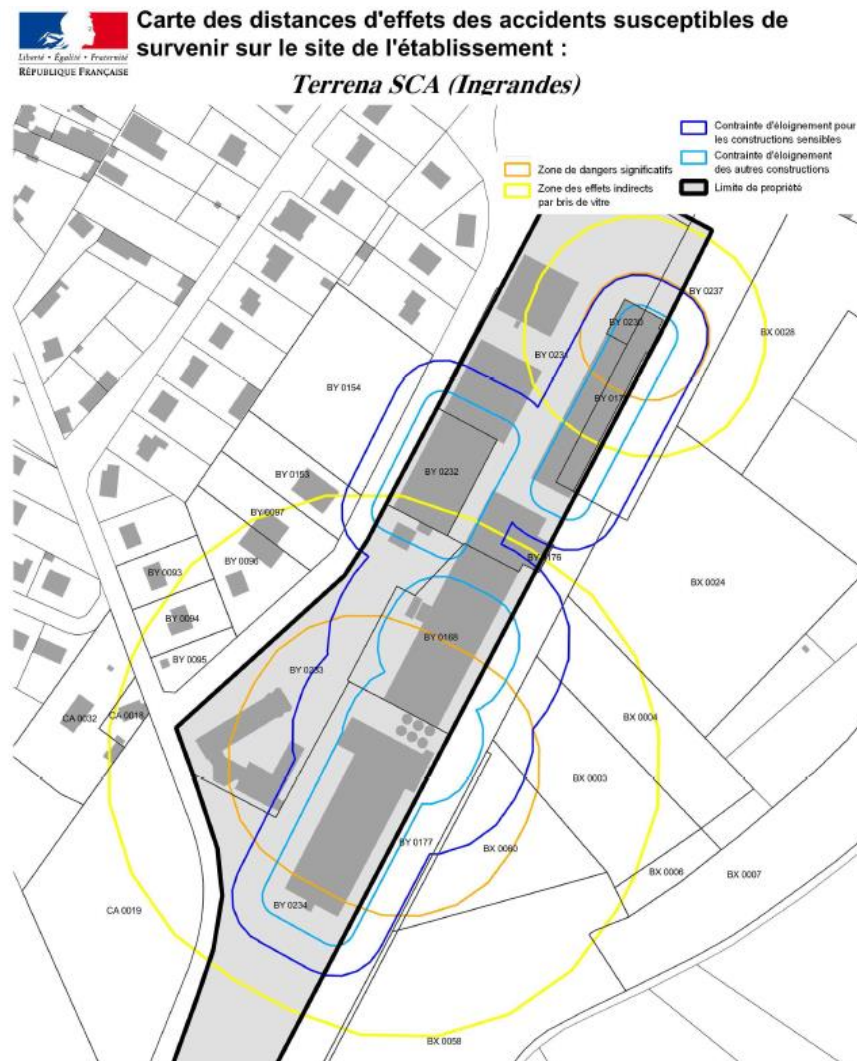 Liberté • Égalité • Fraternité
RÉPUBLIQUE FRANÇAISE
Carte des distances d'effets des accidents susceptibles de
survenir sur le site de l'établissement :
Terrena SCA (Ingrandes)
Zone de dangers significatifs
Zone des effets indirects
par bris de vitre
Contrainte d'éloignement pour
les constructions sensibles
Contrainte d'éloignement
des autres constructions
Limite de propriété
BY 0237
BX 0028
BY 0230
BY 0154
BY 0232
BY 0153
BY 0097
BY 0096
BY 0176
BY 0093
BX 0024
BY 0094
BY 0168
BY 0095
BY 0233
CA 0032
CA 0018
BX 0004
BX 0003
BY 0177
BX 0060
BX 0006
BX 0007
BY 0234
CA 0019
BX 0058